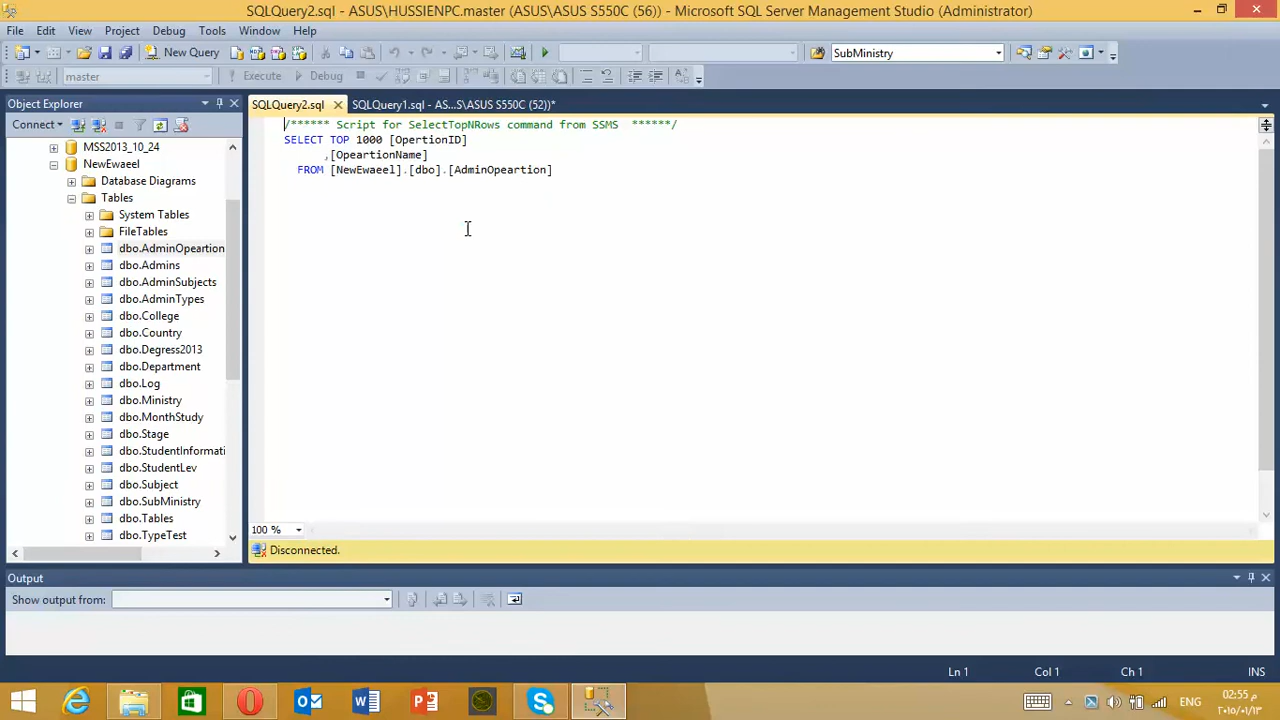 SQLQuery2.sql - ASUS\HUSSIENPC.master (ASUS\ASUS S550C (56)) - Microsoft SQL Server Management Studio (Administrator)
File Edit View Project Debug Tools Window Help
New Query SubMinistry
master Execute Debug
Object Explorer
SQLQuery2.sql SQLQuery1.sql - AS...S\ASUS S550C (52))*
Connect
MSS2013_10_24
NewEwaeel
Database Diagrams
Tables
System Tables
FileTables
dbo.AdminOpeartion
dbo.Admins
dbo.AdminSubjects
dbo.AdminTypes
dbo.College
dbo.Country
dbo.Degress2013
dbo.Department
dbo.Log
dbo.Ministry
dbo.MonthStudy
dbo.Stage
dbo.StudentInformati
dbo.StudentLev
dbo.Subject
dbo.SubMinistry
dbo.Tables
dbo.TypeTest
/****** Script for SelectTopNRows command from SSMS ******/
SELECT TOP 1000 [OpertionID]
,[OpeartionName]
FROM [NewEwaeel].[dbo].[AdminOpeartion]
100 %
Disconnected.
Output
Show output from:
Ln 1 Col 1 Ch 1 INS
ENG
02:55 م
٢٠١٥/٠١/١٣